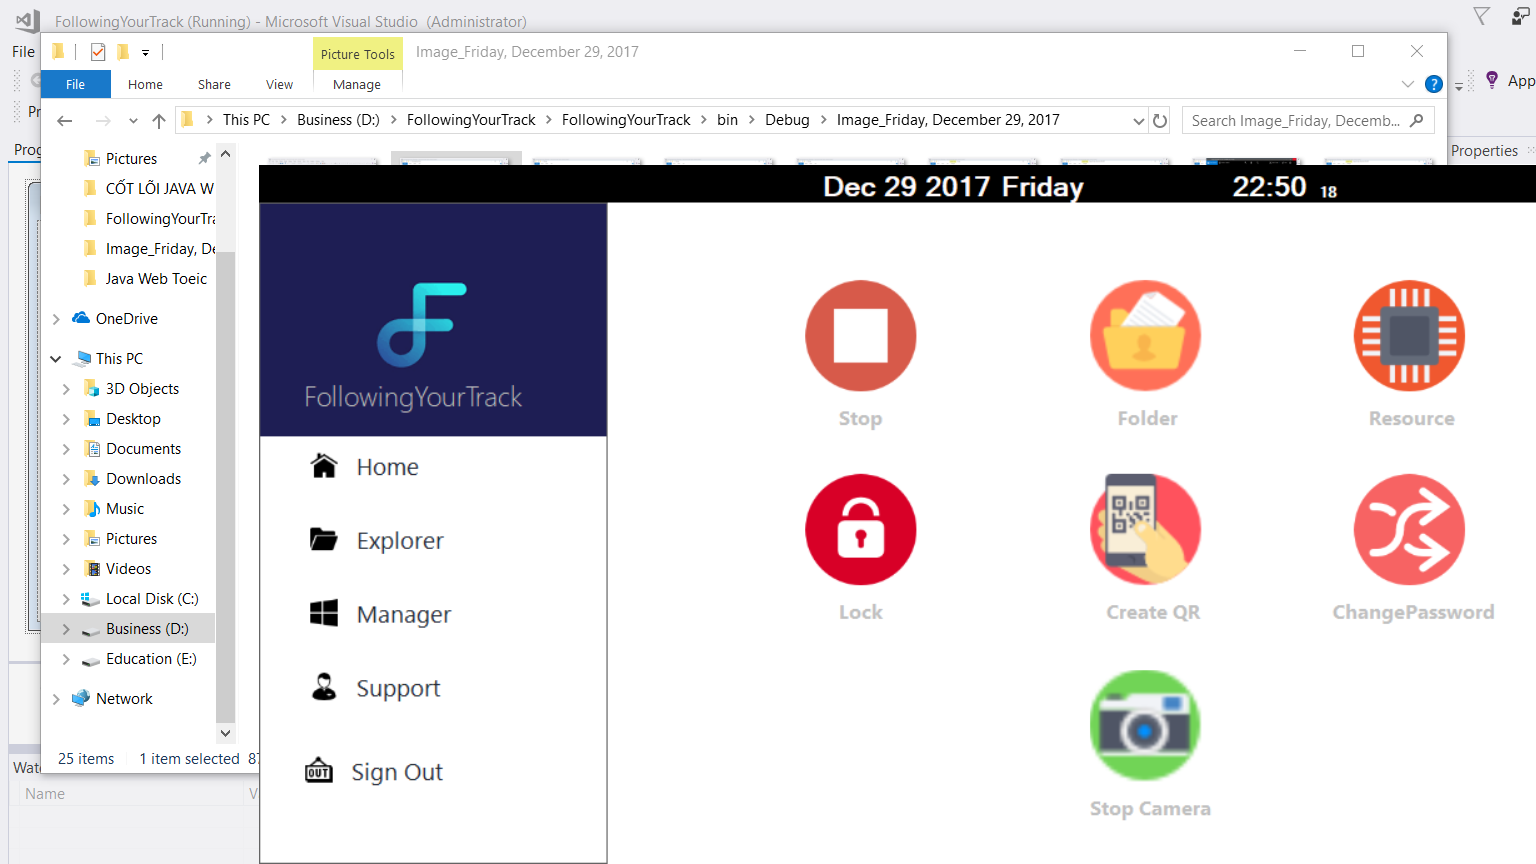 FollowingYourTrack (Running) - Microsoft Visual Studio (Administrator)
File
Picture Tools
Image_Friday, December 29, 2017
File
Home
Share
View
Manage
?
App
This PC > Business (D:) > FollowingYourTrack > FollowingYourTrack > bin > Debug > Image_Friday, December 29, 2017
Search Image_Friday, Decemb...
Properties
Pictures
CỐT LÕI JAVA W
Image_Friday, De
Java Web Toeic
OneDrive
This PC
3D Objects
Desktop
Documents
Downloads
Music
Pictures
Videos
Local Disk (C:)
Business (D:)
Education (E:)
Network
25 items
1 item selected
Name
Dec 29 2017 Friday
22:50 18
FollowingYourTrack
Home
Explorer
Manager
Support
OUT
Sign Out
Stop
Folder
Resource
Lock
Create QR
ChangePassword
Stop Camera